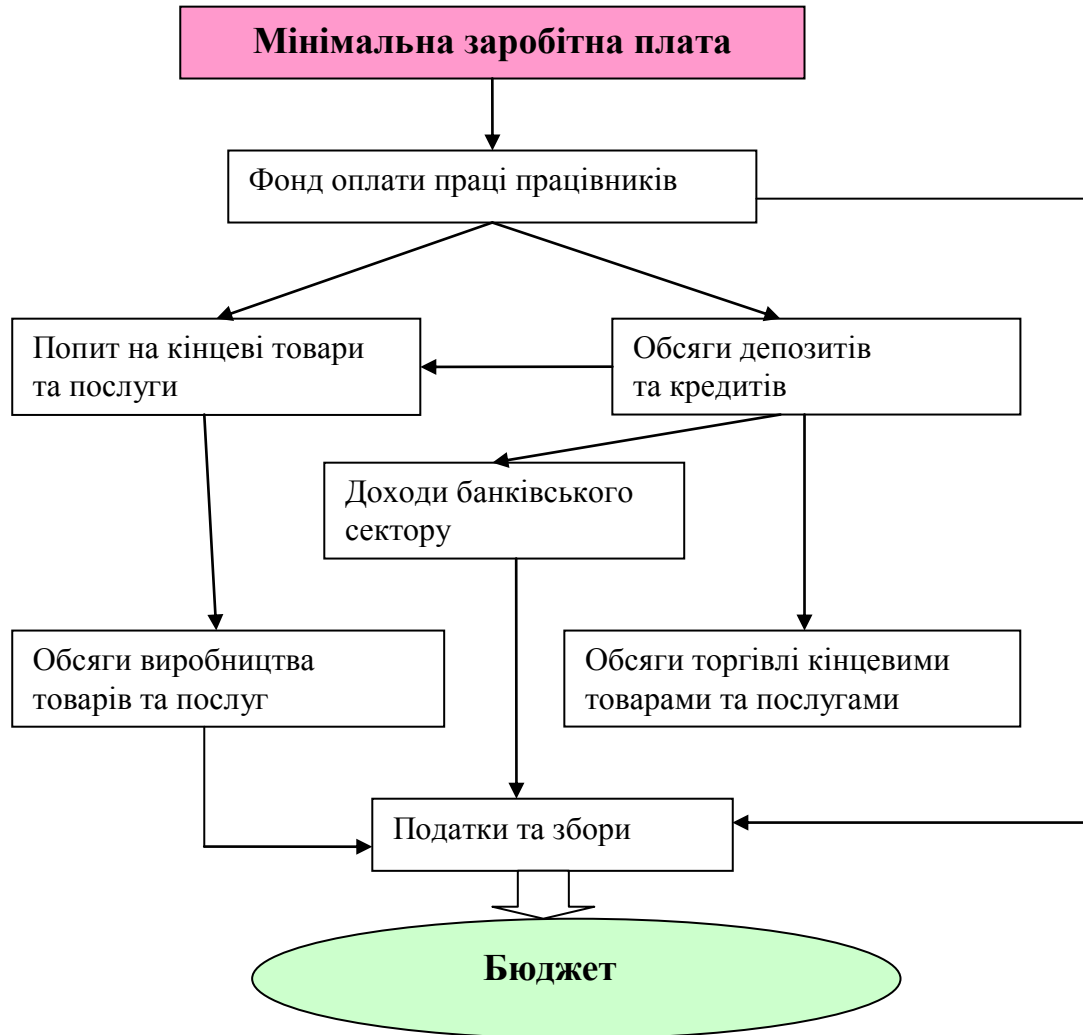 Мінімальна заробітна плата
Фонд оплати праці працівників
Попит на кінцеві товари
та послуги
Обсяги депозитів
та кредитів
Доходи банківського
сектору
Обсяги виробництва
товарів та послуг
Обсяги торгівлі кінцевими
товарами та послугами
Податки та збори
Бюджет